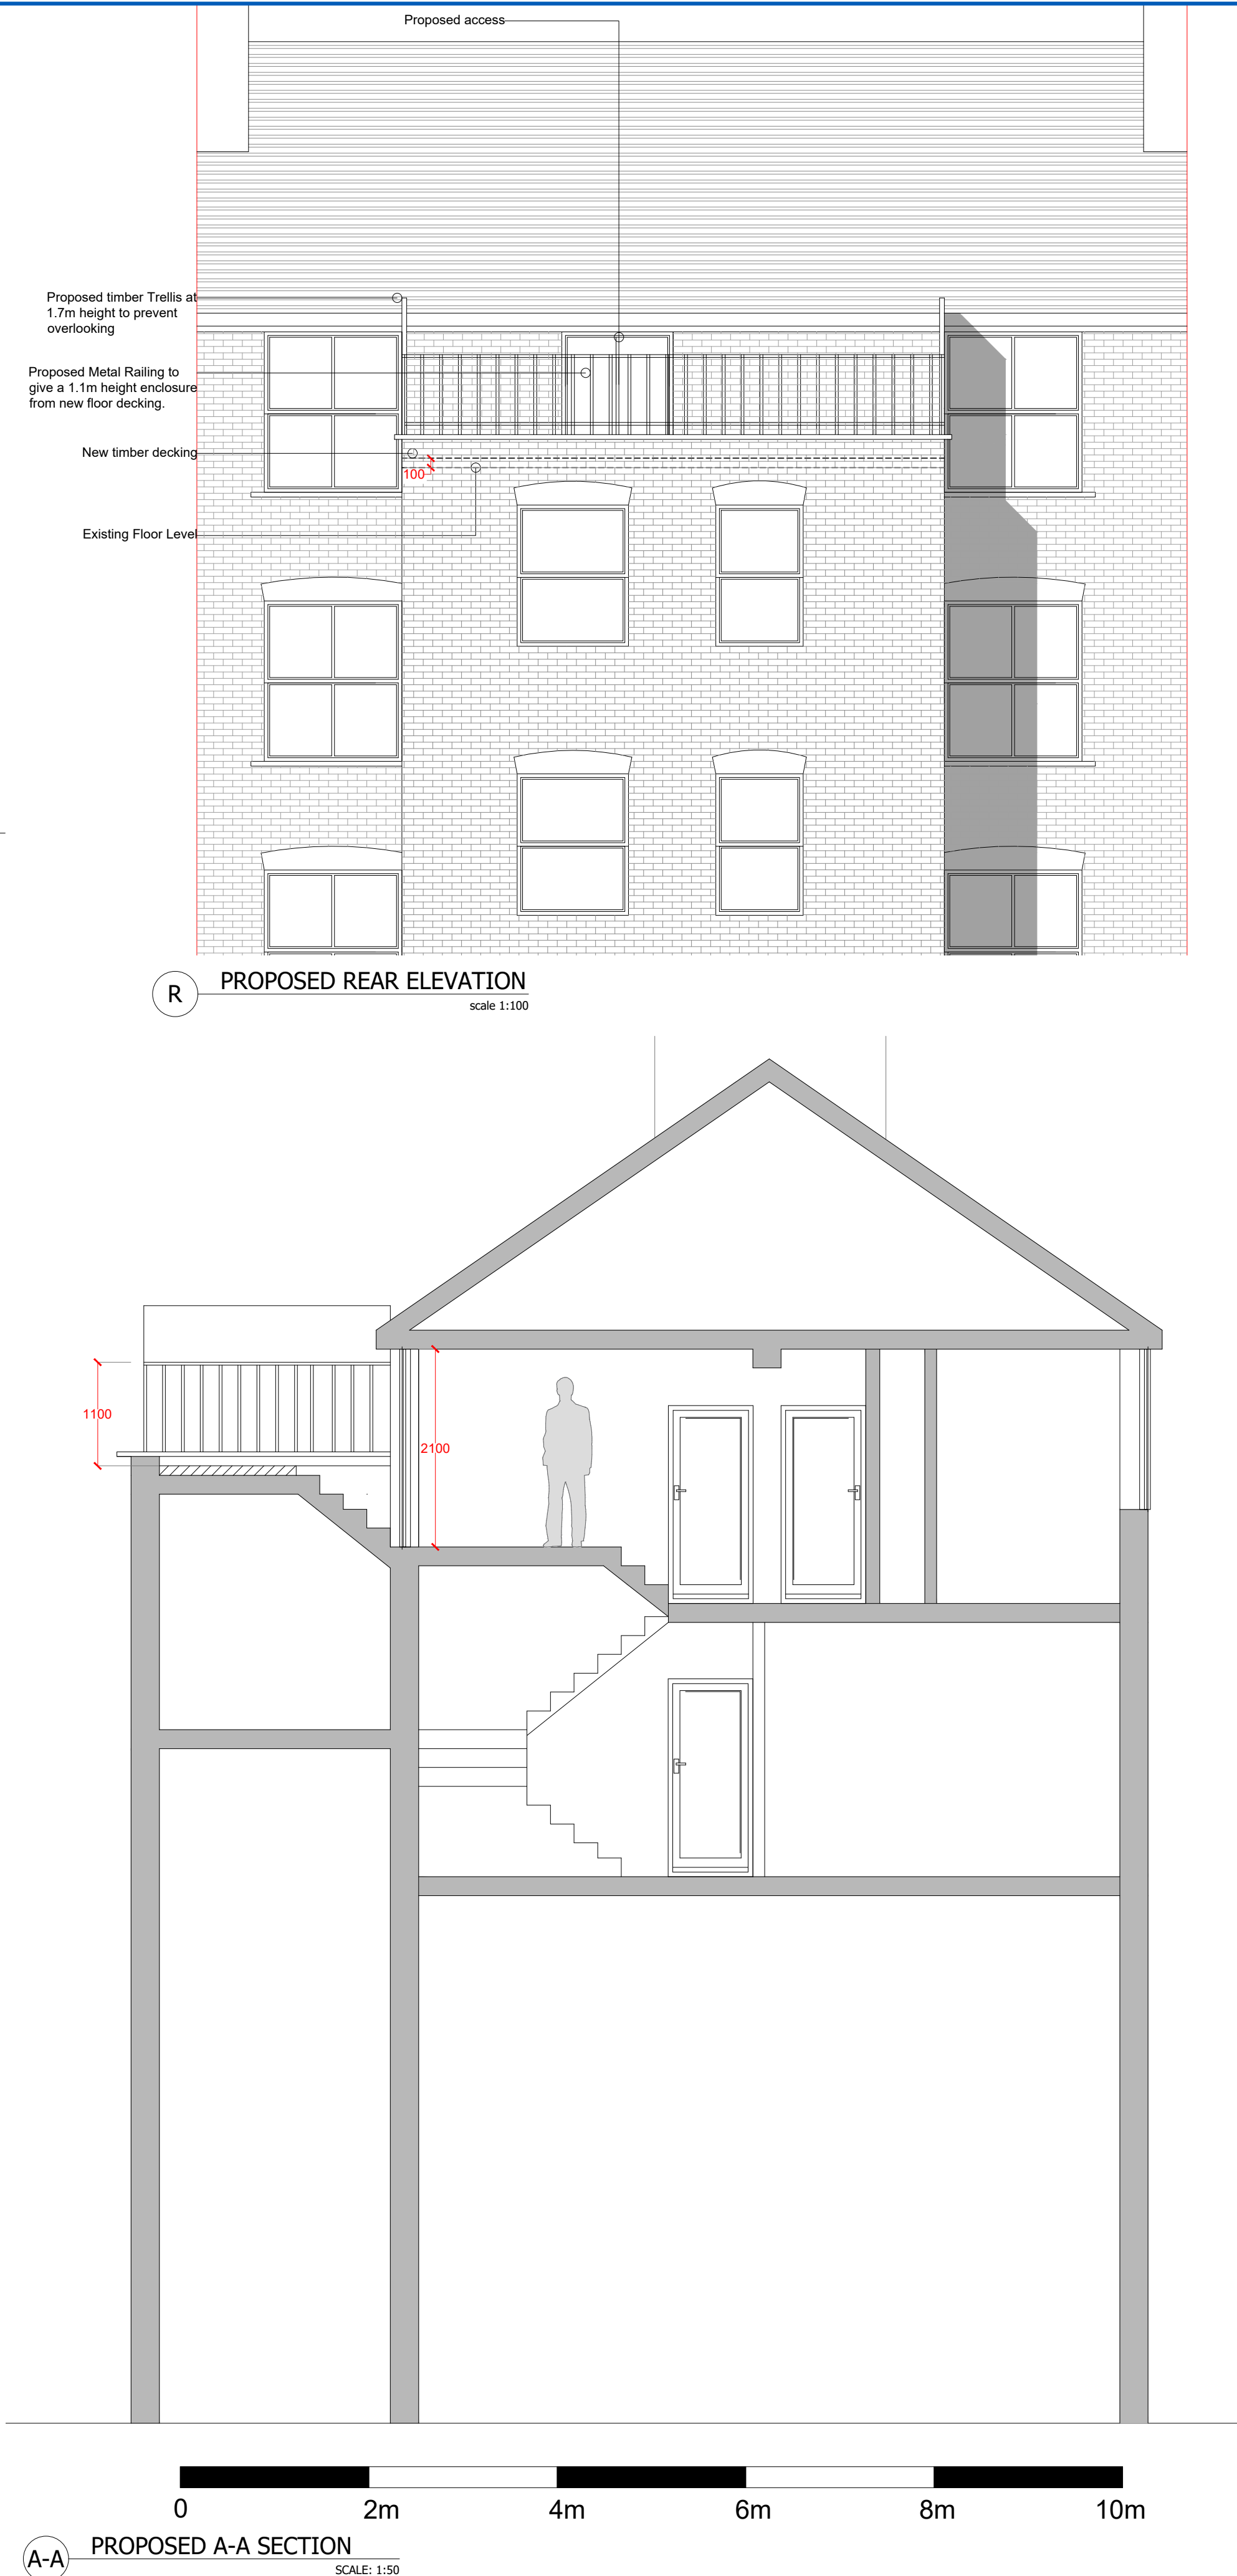 Proposed access
Proposed timber Trellis at
1.7m height to prevent
overlooking
Proposed Metal Railing to
give a 1.1m height enclosure
from new floor decking.
New timber decking
100
Existing Floor Level
R
PROPOSED REAR ELEVATION
scale 1:100
1100
2100
0 2m 4m 6m 8m 10m
A-A
PROPOSED A-A SECTION
SCALE: 1:50